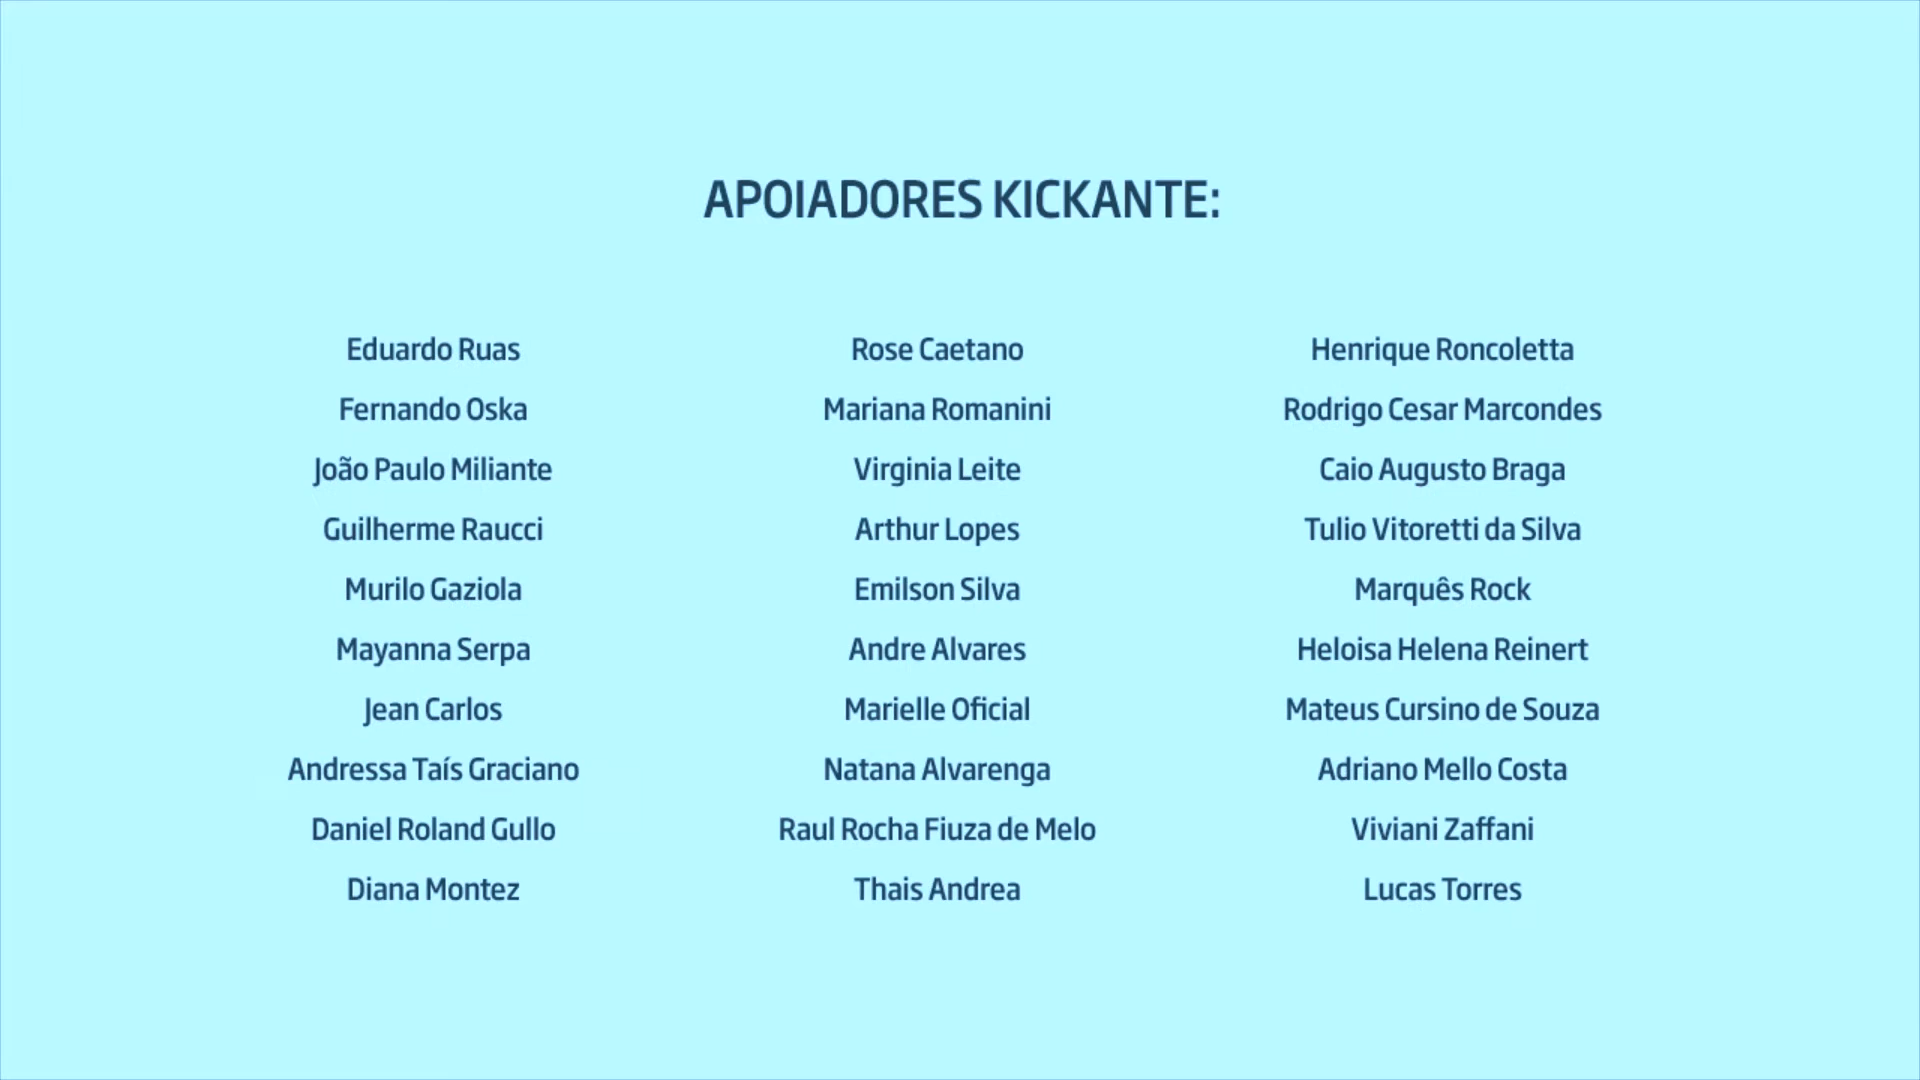 APOIADORES KICKANTE:
Eduardo Ruas
Fernando Oska
João Paulo Miliante
Guilherme Raucci
Murilo Gaziola
Mayanna Serpa
Jean Carlos
Andressa Taís Graciano
Daniel Roland Gullo
Diana Montez
Rose Caetano
Mariana Romanini
Virginia Leite
Arthur Lopes
Emilson Silva
Andre Alvares
Marielle Oficial
Natana Alvarenga
Raul Rocha Fiuza de Melo
Thais Andrea
Henrique Roncoletta
Rodrigo Cesar Marcondes
Caio Augusto Braga
Tulio Vitoretti da Silva
Marquês Rock
Heloisa Helena Reinert
Mateus Cursino de Souza
Adriano Mello Costa
Viviani Zaffani
Lucas Torres